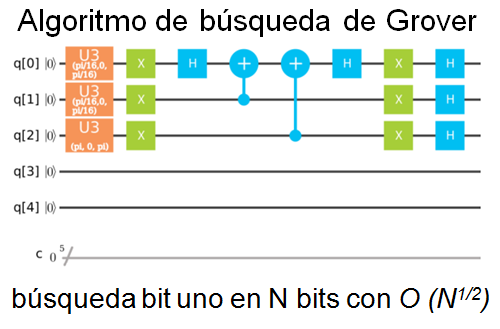 Algoritmo de búsqueda de Grover
q[0] |0⟩ U3 (pi/16,0, pi/16) X H + + H X H
q[1] |0⟩ U3 (pi/16,0, pi/16) X X H
q[2] |0⟩ U3 (pi, 0, pi) X X H
q[3] |0⟩
q[4] |0⟩
c 0 5
búsqueda bit uno en N bits con O (N^1/2)